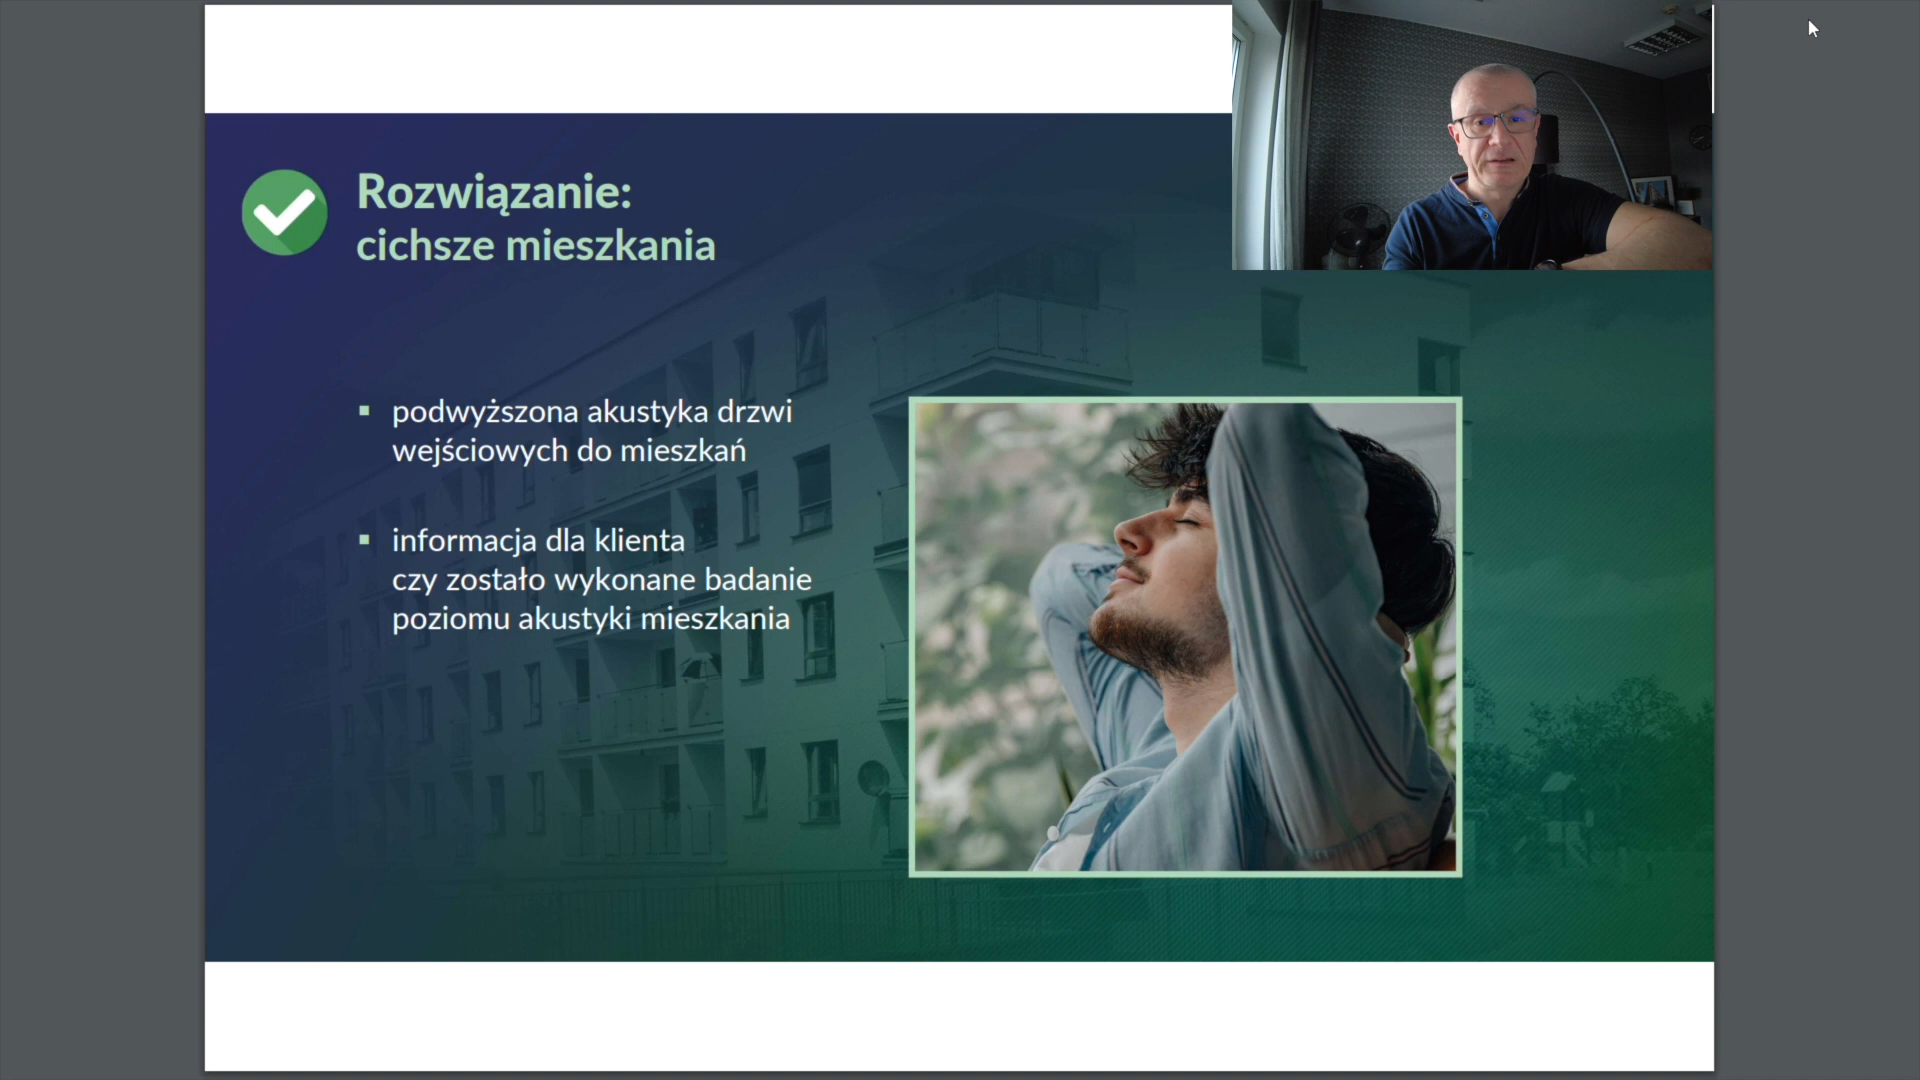 Rozwiązanie:
cichsze mieszkania
podwyższona akustyka drzwi
wejściowych do mieszkań
informacja dla klienta
czy zostało wykonane badanie
poziomu akustyki mieszkania